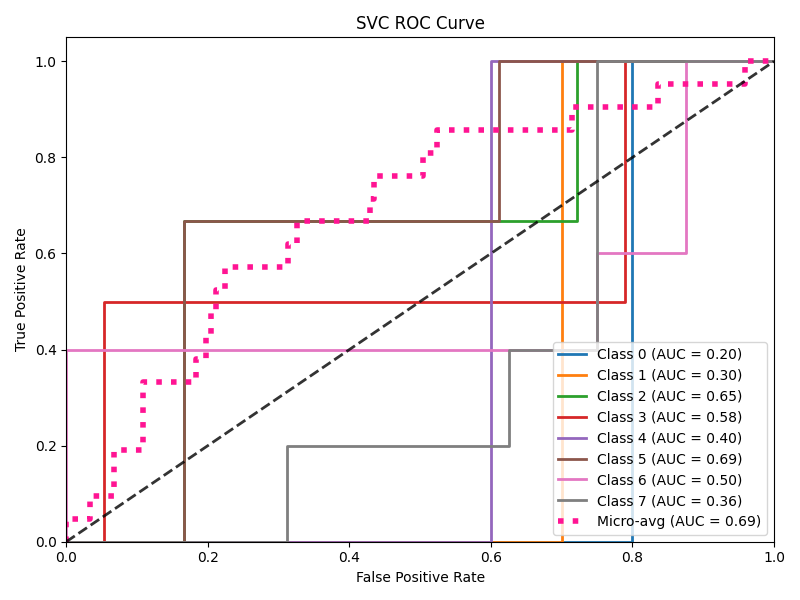 SVC ROC Curve
True Positive Rate
1.0
0.8
0.6
0.4
0.2
0.0
0.0 0.2 0.4 0.6 0.8 1.0
False Positive Rate
Class 0 (AUC = 0.20)
Class 1 (AUC = 0.30)
Class 2 (AUC = 0.65)
Class 3 (AUC = 0.58)
Class 4 (AUC = 0.40)
Class 5 (AUC = 0.69)
Class 6 (AUC = 0.50)
Class 7 (AUC = 0.36)
Micro-avg (AUC = 0.69)